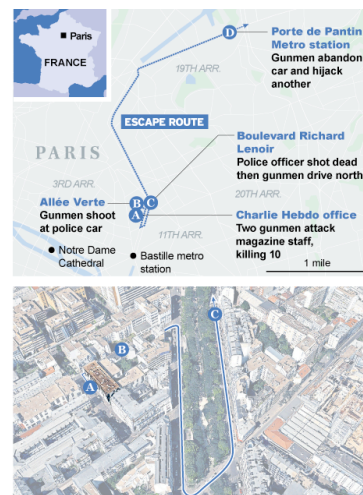 Paris
FRANCE
D
Porte de Pantin
Metro station
Gunmen abandon
car and hijack
another
19TH ARR.
ESCAPE ROUTE
Boulevard Richard
Lenoir
Police officer shot dead
then gunmen drive north
PARIS
3RD ARR.
20TH ARR.
Allée Verte
Gunmen shoot
at police car
B
C
A
Charlie Hebdo office
Two gunmen attack
magazine staff,
killing 10
11TH ARR.
Notre Dame
Cathedral
Bastille metro
station
1 mile
C
B
A